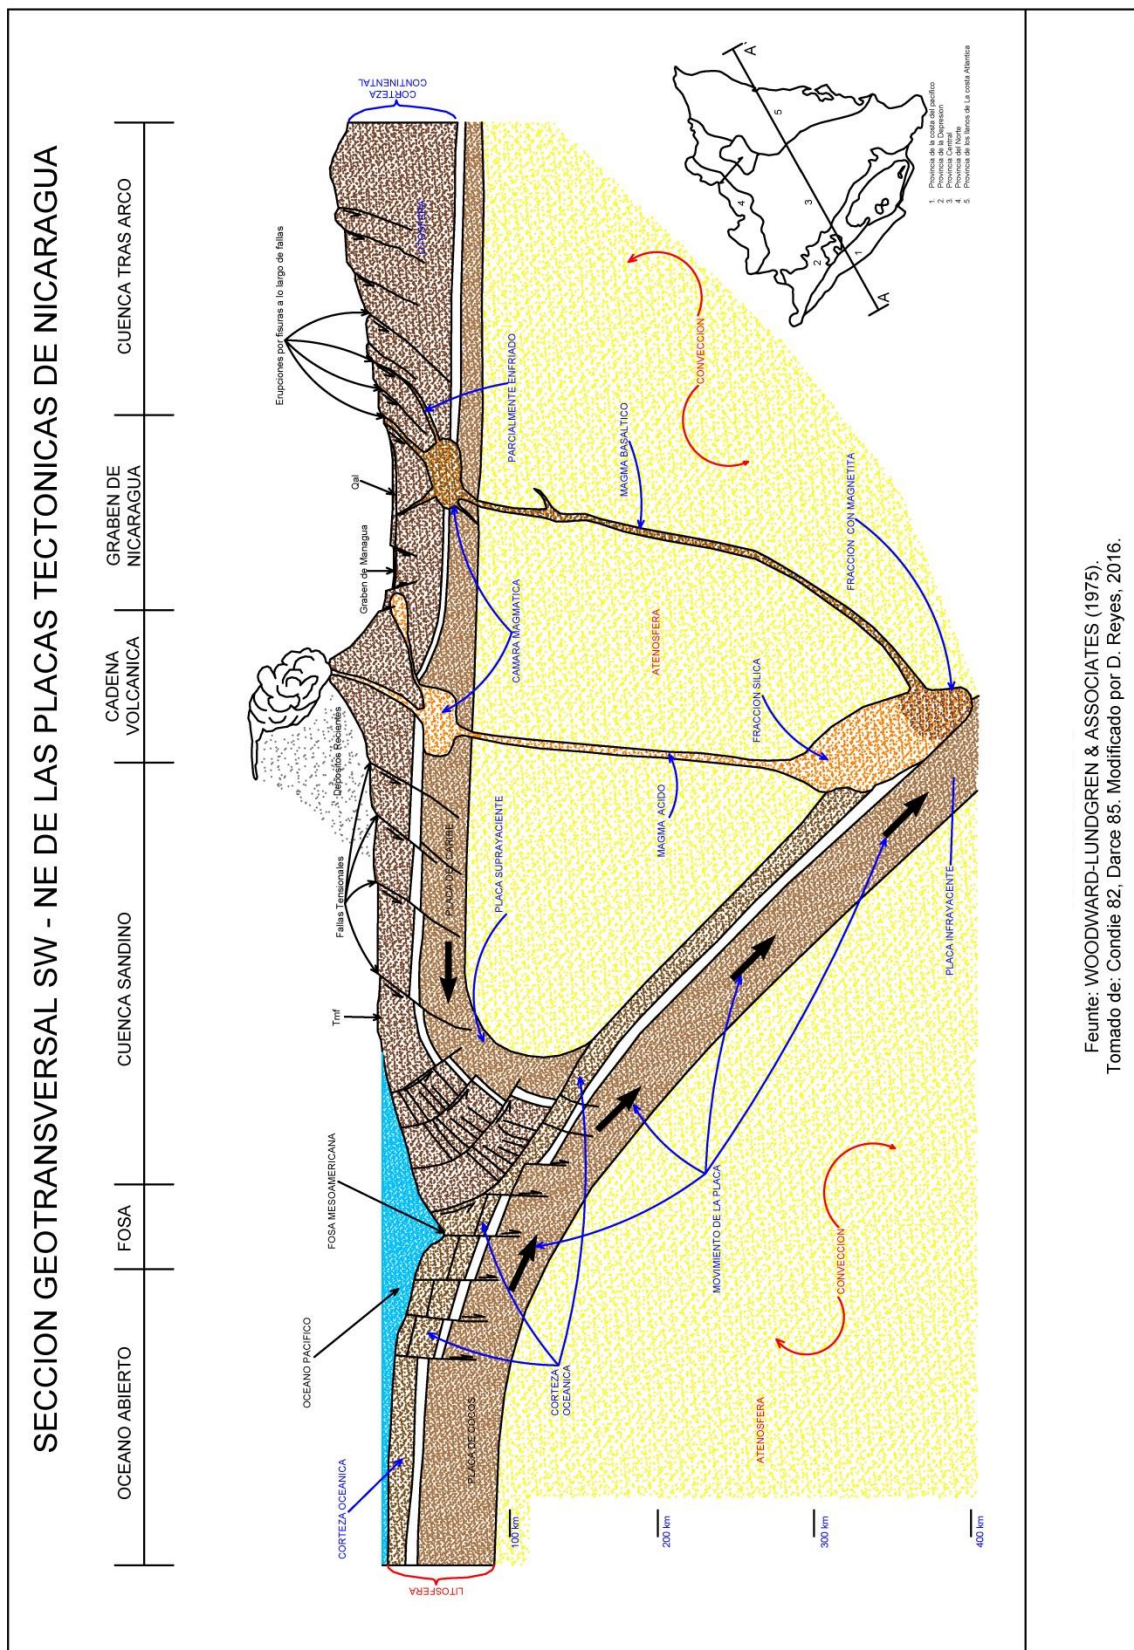 SECCION GEOTRANSVERSAL SW - NE DE LAS PLACAS TECTONICAS DE NICARAGUA
OCEANO ABIERTO
FOSA
CUENCA SANDINO
CADENA
VOLCANICA
GRABEN DE
NICARAGUA
CUENCA TRAS ARCO
Erupciones por fisuras a lo largo de fallas
Depositos Recientes
Fallas Tensionales
Tmf
Graben de Managua
Qal
CORTEZA
CONTINENTAL
LITOSFERA
OCEANO PACIFICO
FOSA MESOAMERICANA
CORTEZA OCEANICA
LITOSFERA
PLACA DE COCOS
PLACA DEL CARIBE
PLACA SUPRAYACIENTE
CAMARA MAGMATICA
PARCIALMENTE ENFRIADO
CORTEZA
OCEANICA
MAGMA ACIDO
MAGMA BASALTICO
ATENOSFERA
CONVECCION
MOVIMIENTO DE LA PLACA
FRACCION SILICA
FRACCION CON MAGNETITA
PLACA INFRAYACENTE
ATENOSFERA
CONVECCION
100 km
200 km
300 km
400 km
A
A'
1
2
3
4
5
1. Provincia de la costa del pacifico
2. Provincia de la Depresion
3. Provincia Central
4. Provincia del Norte
5. Provincia de los llanos de La costa Atlantica
Feunte: WOODWARD-LUNDGREN & ASSOCIATES (1975).
Tomado de: Condie 82, Darce 85. Modificado por D. Reyes, 2016.